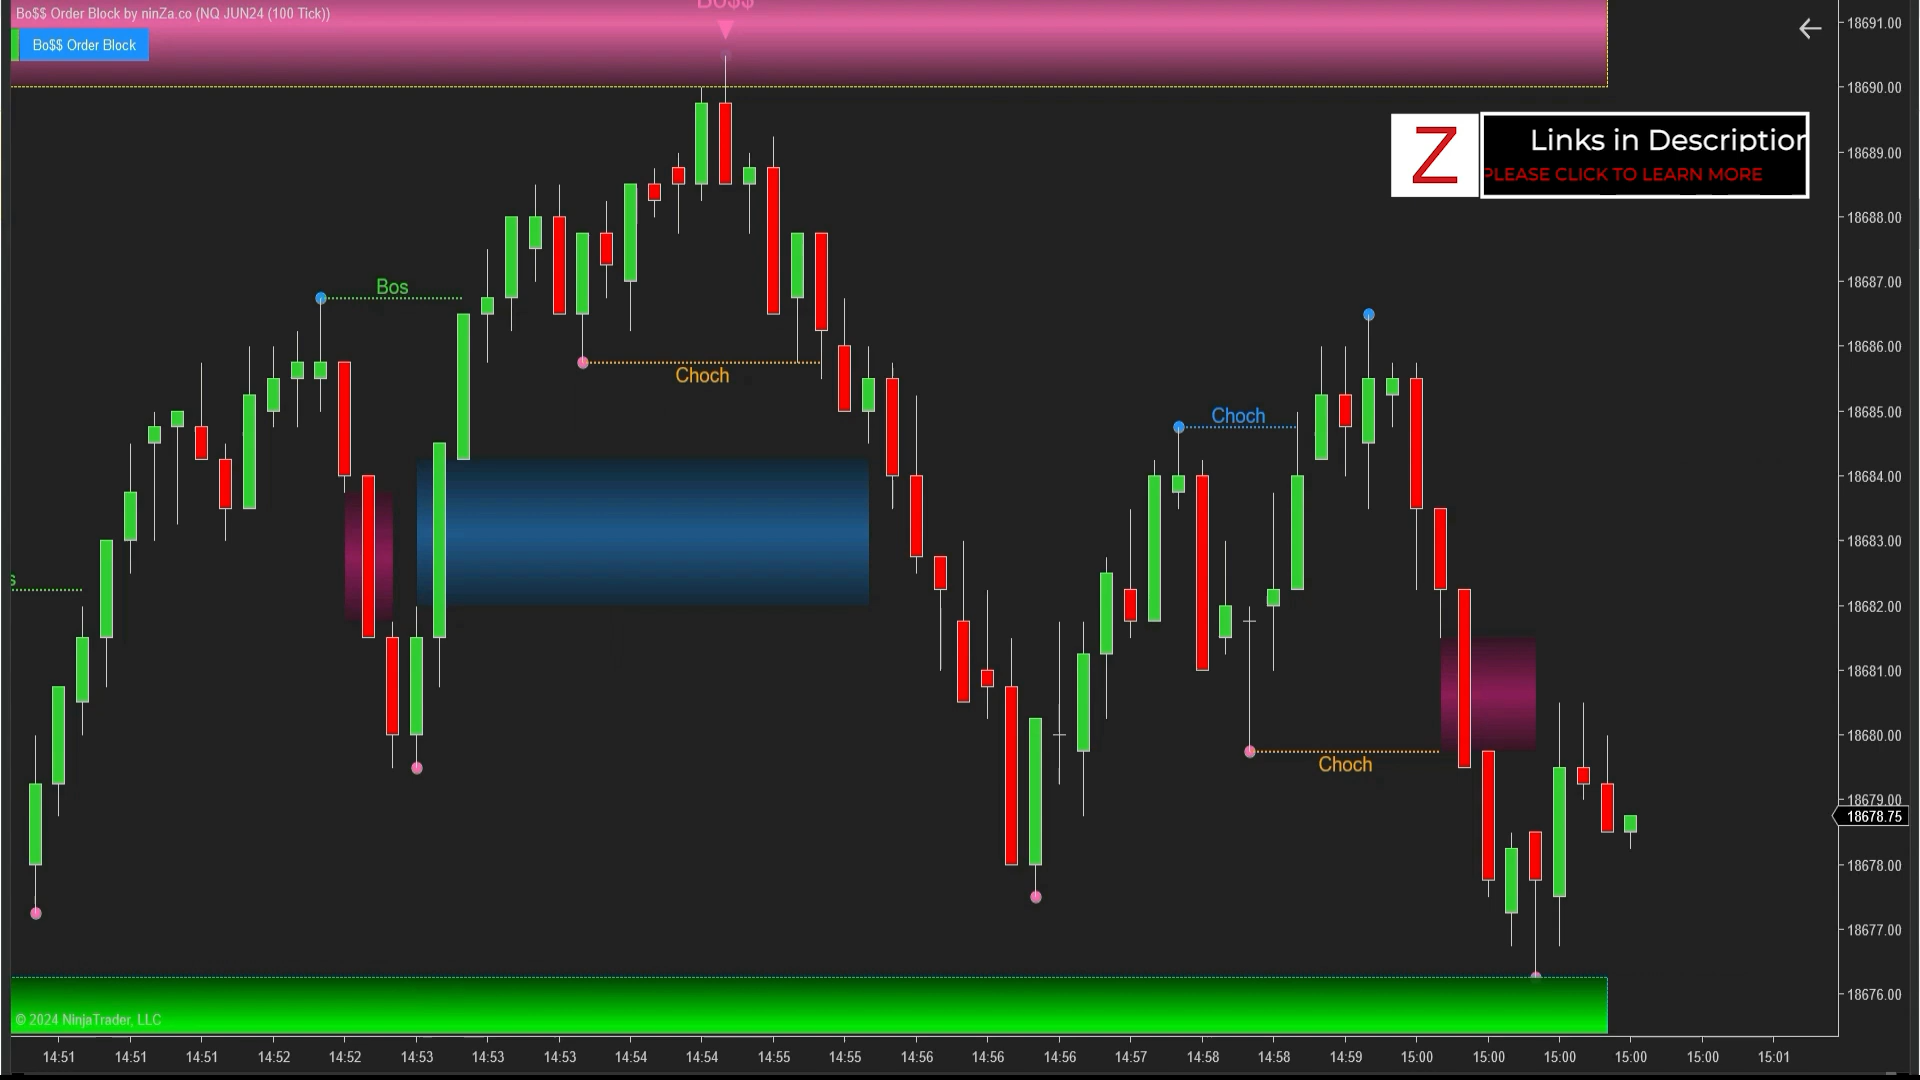 Bo$$ Order Block by ninZa.co (NQ JUN24 (100 Tick))
Bo$$
Bo$$ Order Block
Z
Links in Description
PLEASE CLICK TO LEARN MORE
Bos
Choch
Choch
s
Choch
18691.00
18690.00
18689.00
18688.00
18687.00
18686.00
18685.00
18684.00
18683.00
18682.00
18681.00
18680.00
18679.00
18678.75
18678.00
18677.00
18676.00
© 2024 NinjaTrader, LLC
14:51 14:51 14:51 14:52 14:52 14:53 14:53 14:53 14:54 14:54 14:55 14:55 14:56 14:56 14:56 14:57 14:58 14:58 14:59 15:00 15:00 15:00 15:00 15:00 15:01